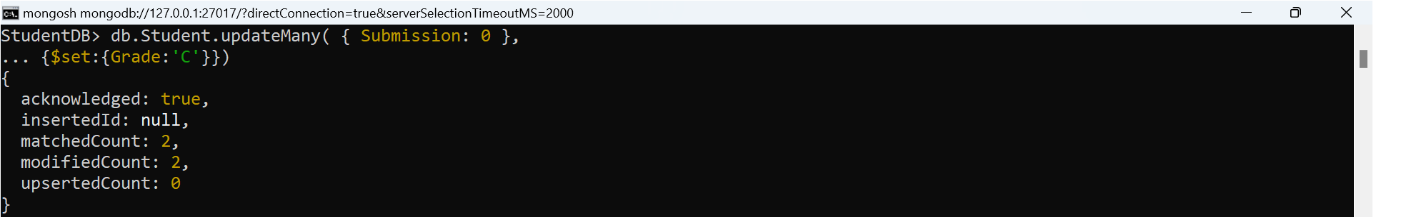 mongosh mongodb://127.0.0.1:27017/?directConnection=true&serverSelectionTimeoutMS=2000
StudentDB> db.Student.updateMany( { Submission: 0 },
... {$set:{Grade:'C'}})
{
  acknowledged: true,
  insertedId: null,
  matchedCount: 2,
  modifiedCount: 2,
  upsertedCount: 0
}